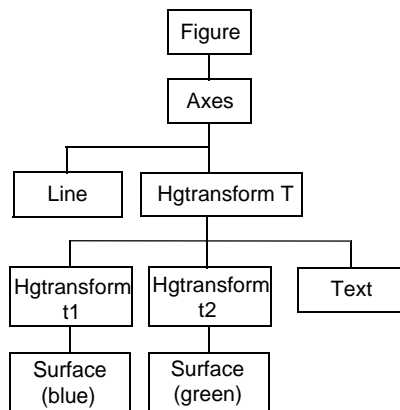 Figure
Axes
Line
Hgtransform T
Hgtransform
t1
Hgtransform
t2
Text
Surface
(blue)
Surface
(green)